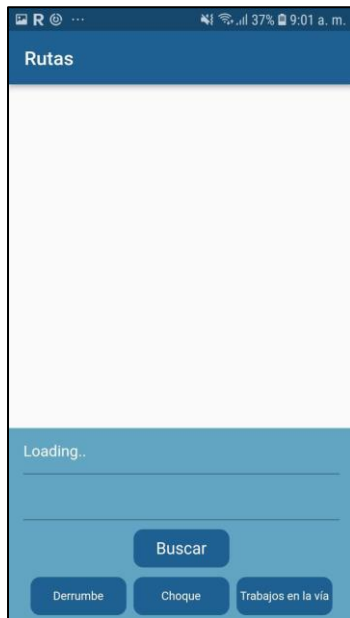 R ... 37% 9:01 a. m.
Rutas
Loading..
Buscar
Derrumbe Choque Trabajos en la vía